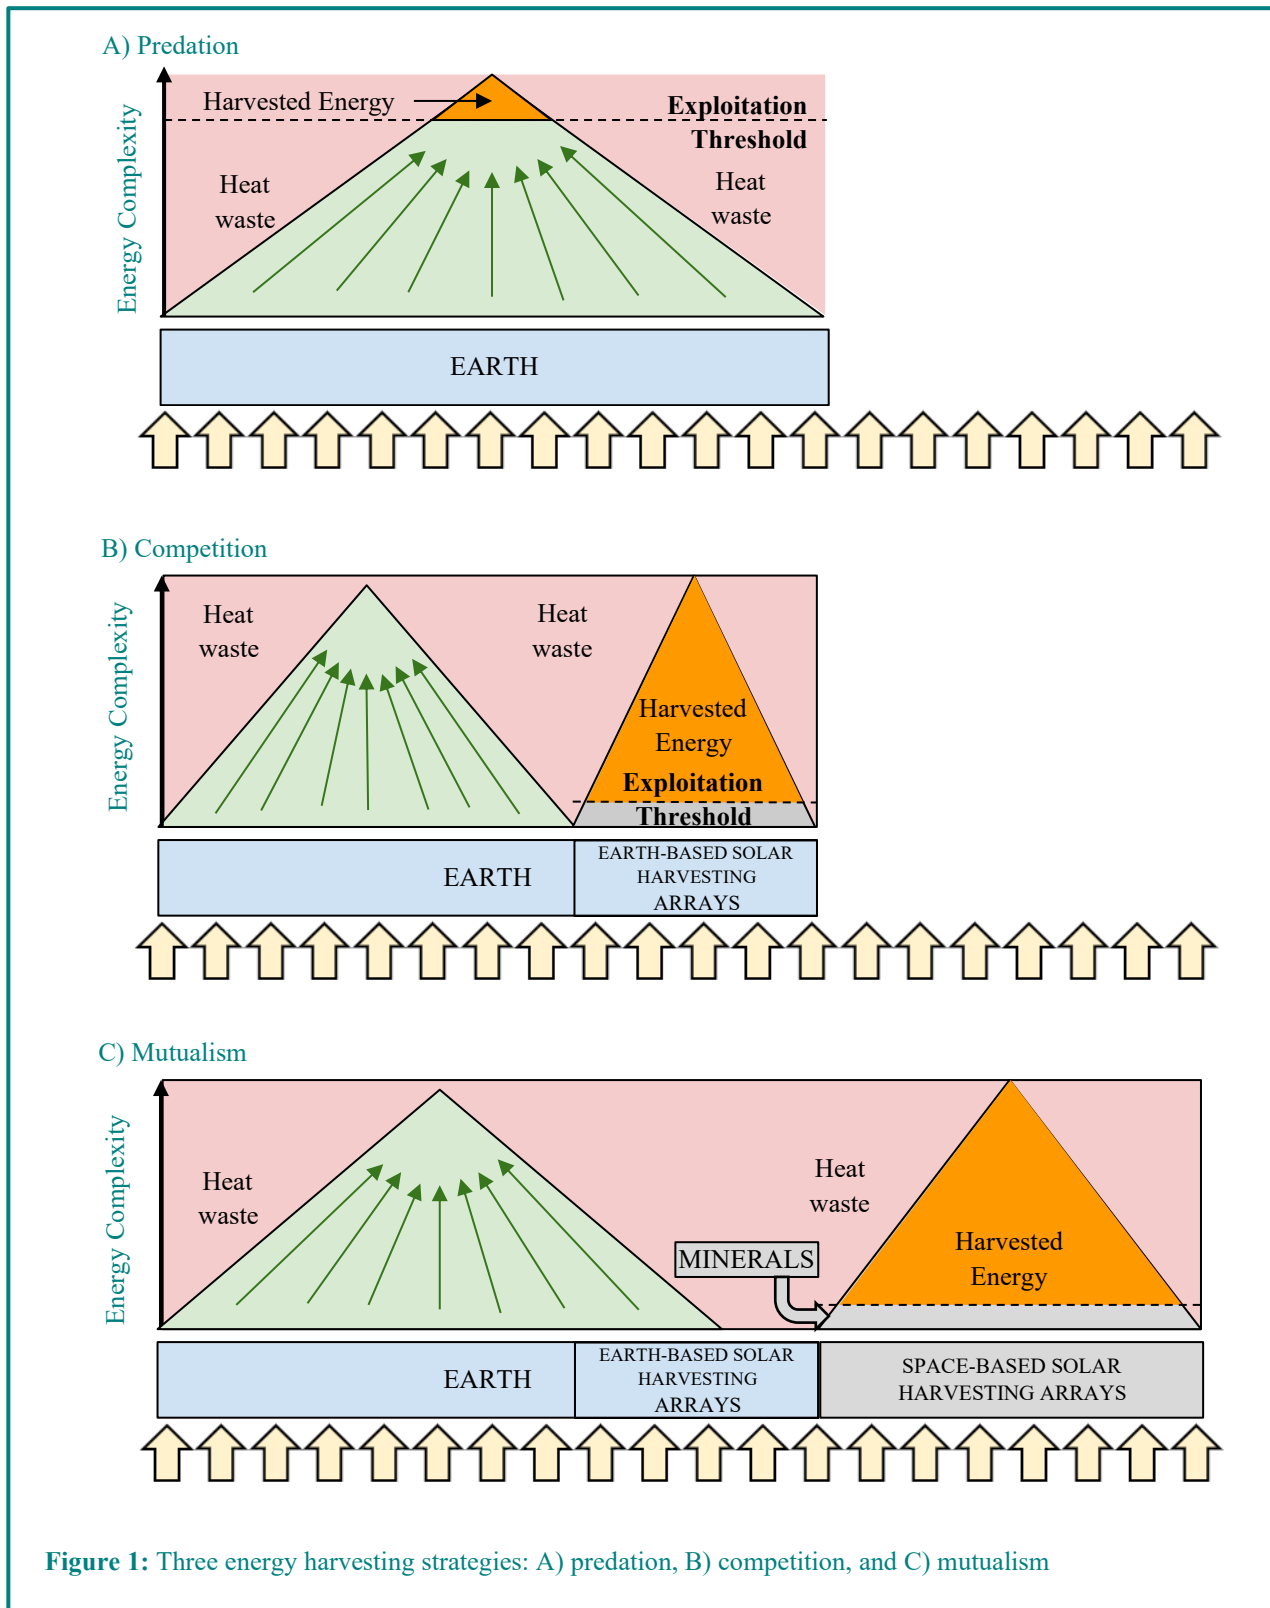 A) Predation
Energy Complexity
Harvested Energy
Exploitation
Threshold
Heat
waste
Heat
waste
EARTH
B) Competition
Energy Complexity
Heat
waste
Heat
waste
Harvested
Energy
Exploitation
Threshold
EARTH
EARTH-BASED SOLAR
HARVESTING
ARRAYS
C) Mutualism
Energy Complexity
Heat
waste
Heat
waste
MINERALS
Harvested
Energy
EARTH
EARTH-BASED SOLAR
HARVESTING
ARRAYS
SPACE-BASED SOLAR
HARVESTING ARRAYS
Figure 1: Three energy harvesting strategies: A) predation, B) competition, and C) mutualism